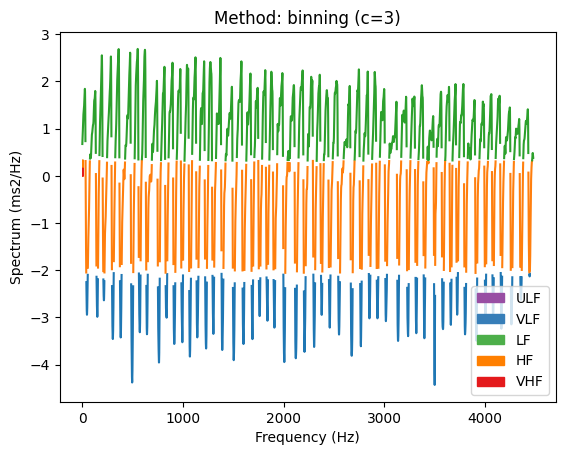 Method: binning (c=3)
Spectrum (ms2/Hz)
3
2
1
0
−1
−2
−3
−4
ULF
VLF
LF
HF
VHF
0
1000
2000
3000
4000
Frequency (Hz)